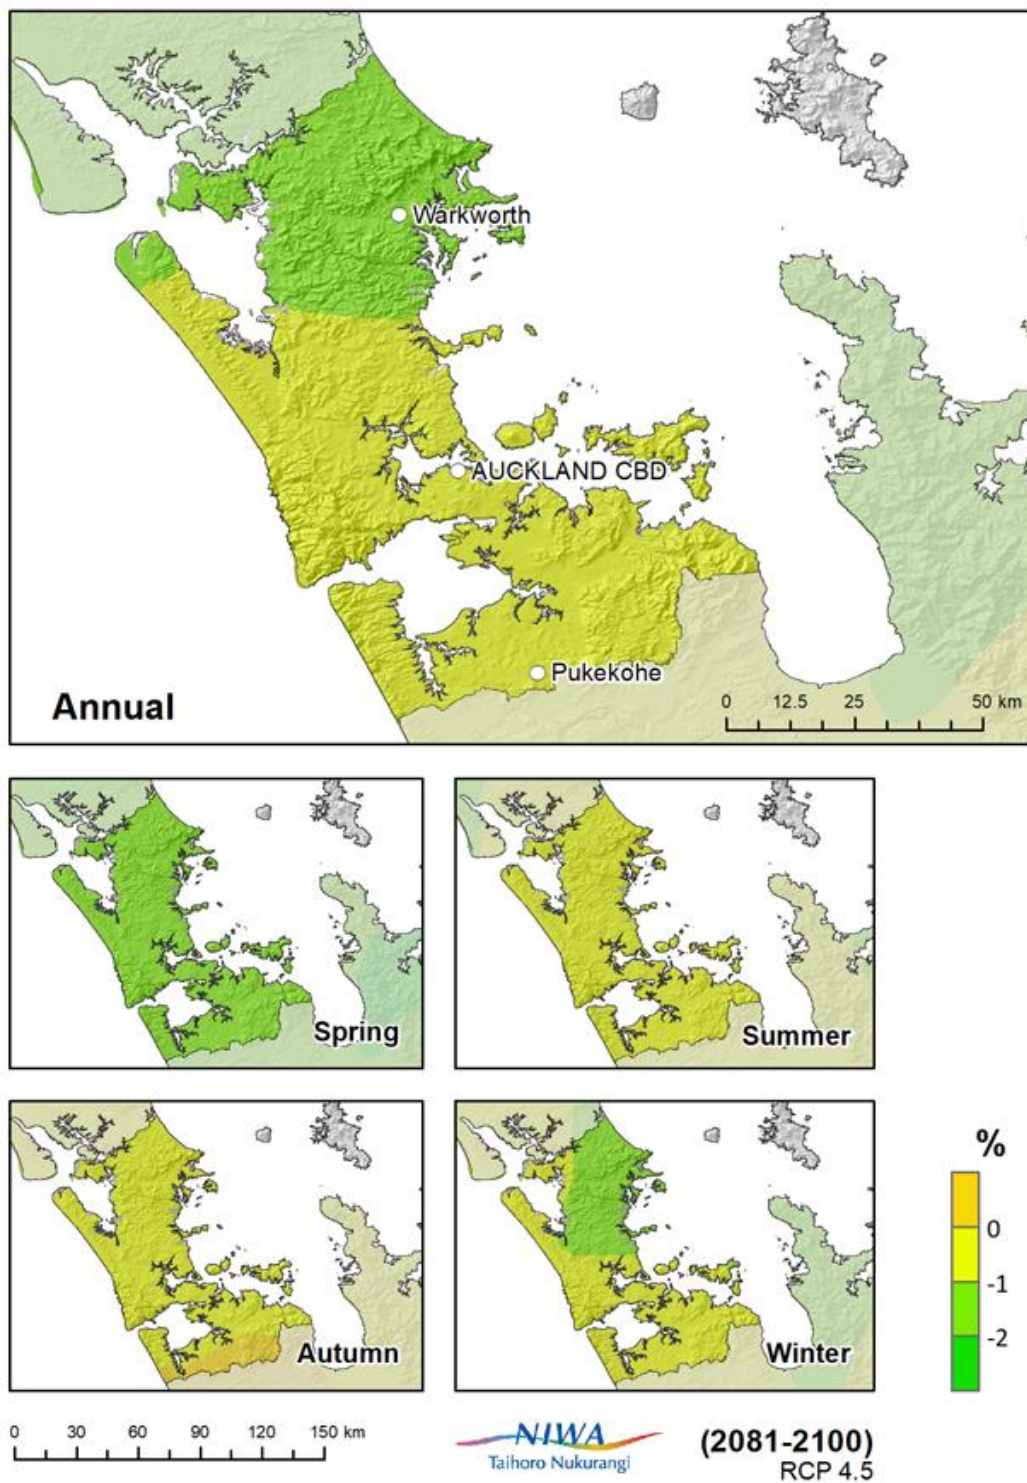 Warkworth
AUCKLAND CBD
Pukekohe
Annual
0 12.5 25 50 km
Spring
Summer
Autumn
Winter
%
0
-1
-2
0 30 60 90 120 150 km
NIWA
Taihoro Nukurangi
(2081-2100)
RCP 4.5